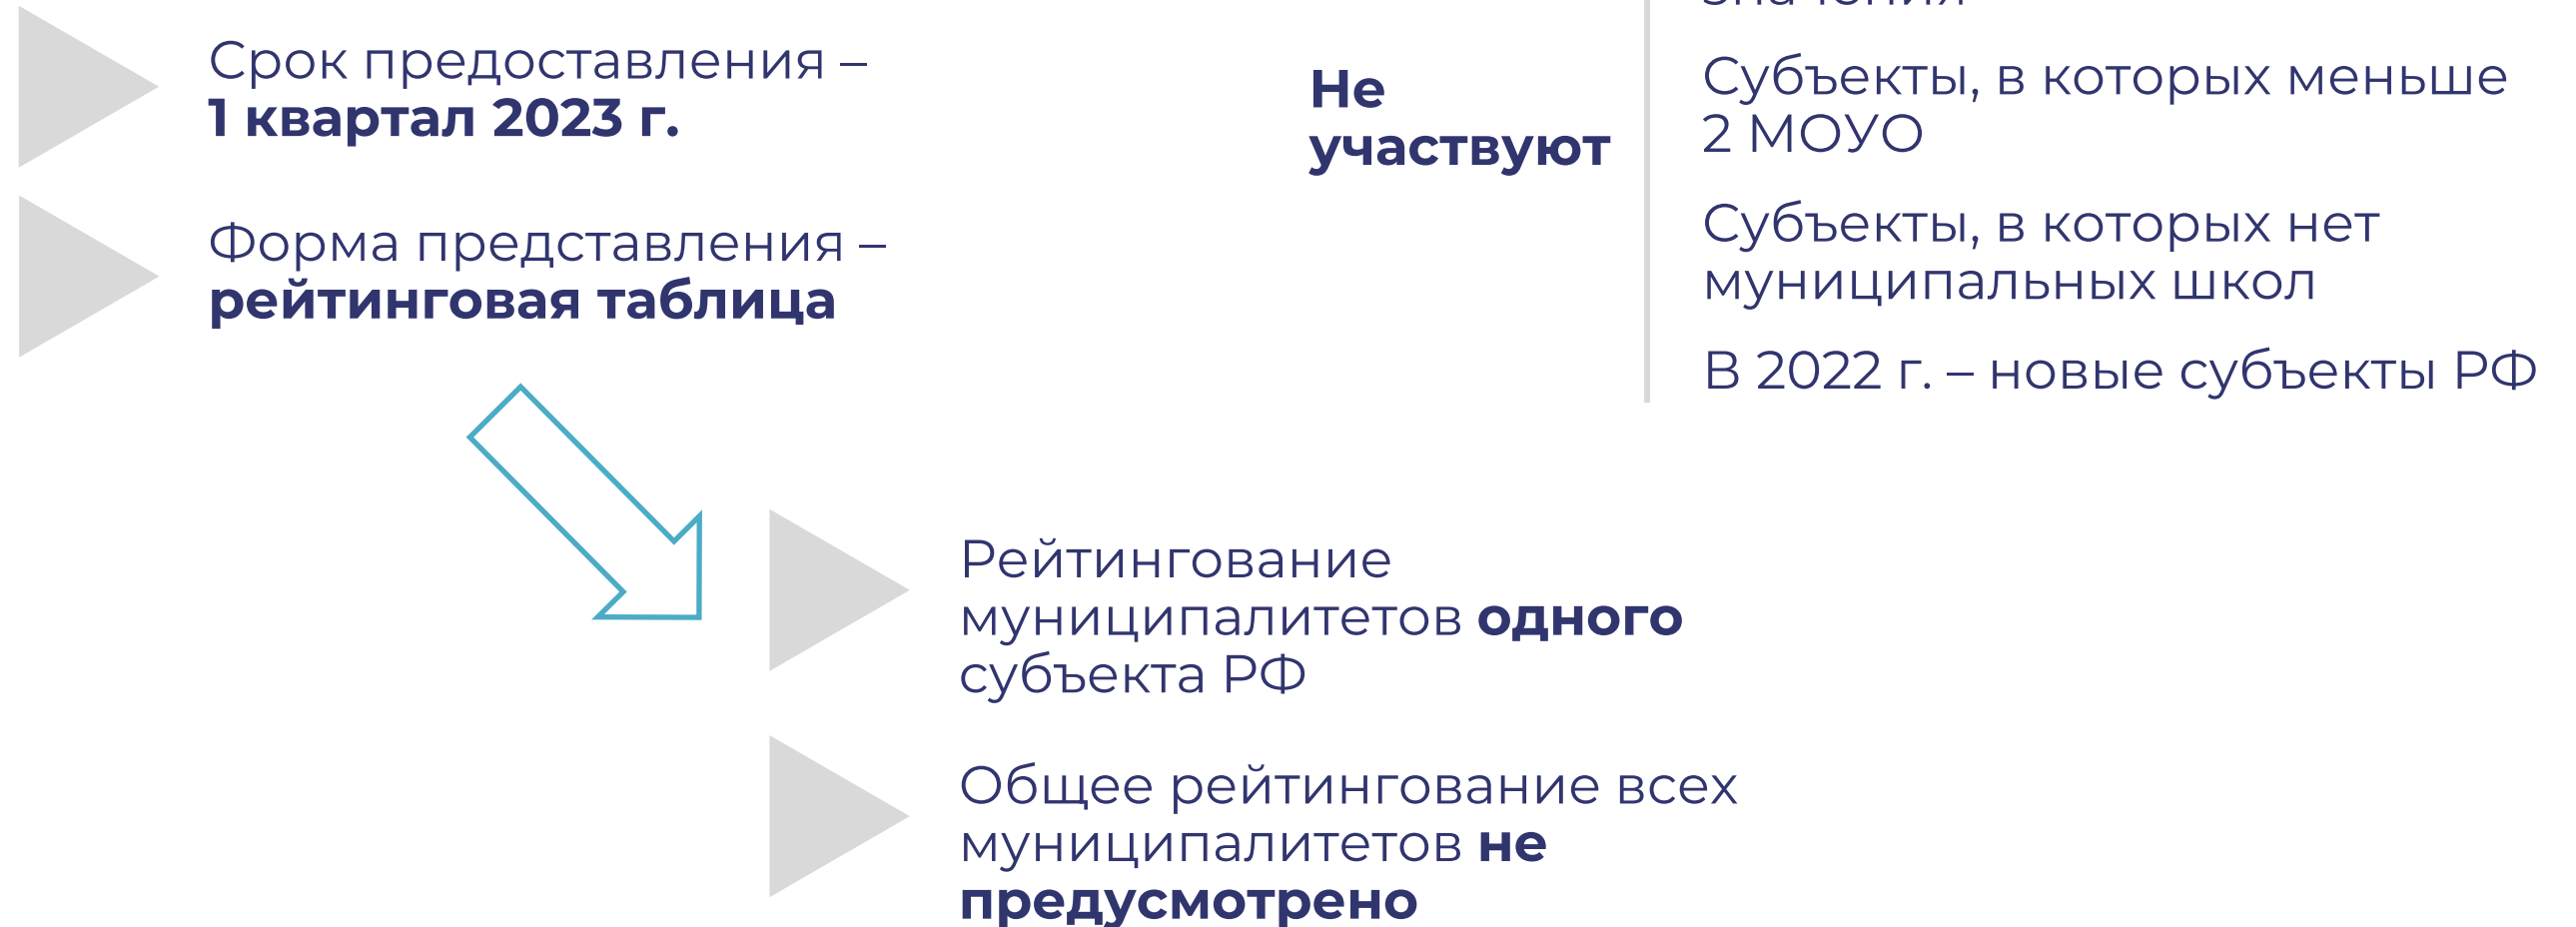 Срок предоставления –
1 квартал 2023 г.
Форма представления –
рейтинговая таблица
Не
участвуют
значения
Субъекты, в которых меньше
2 МОУО
Субъекты, в которых нет
муниципальных школ
В 2022 г. – новые субъекты РФ
Рейтингование
муниципалитетов одного
субъекта РФ
Общее рейтингование всех
муниципалитетов не
предусмотрено